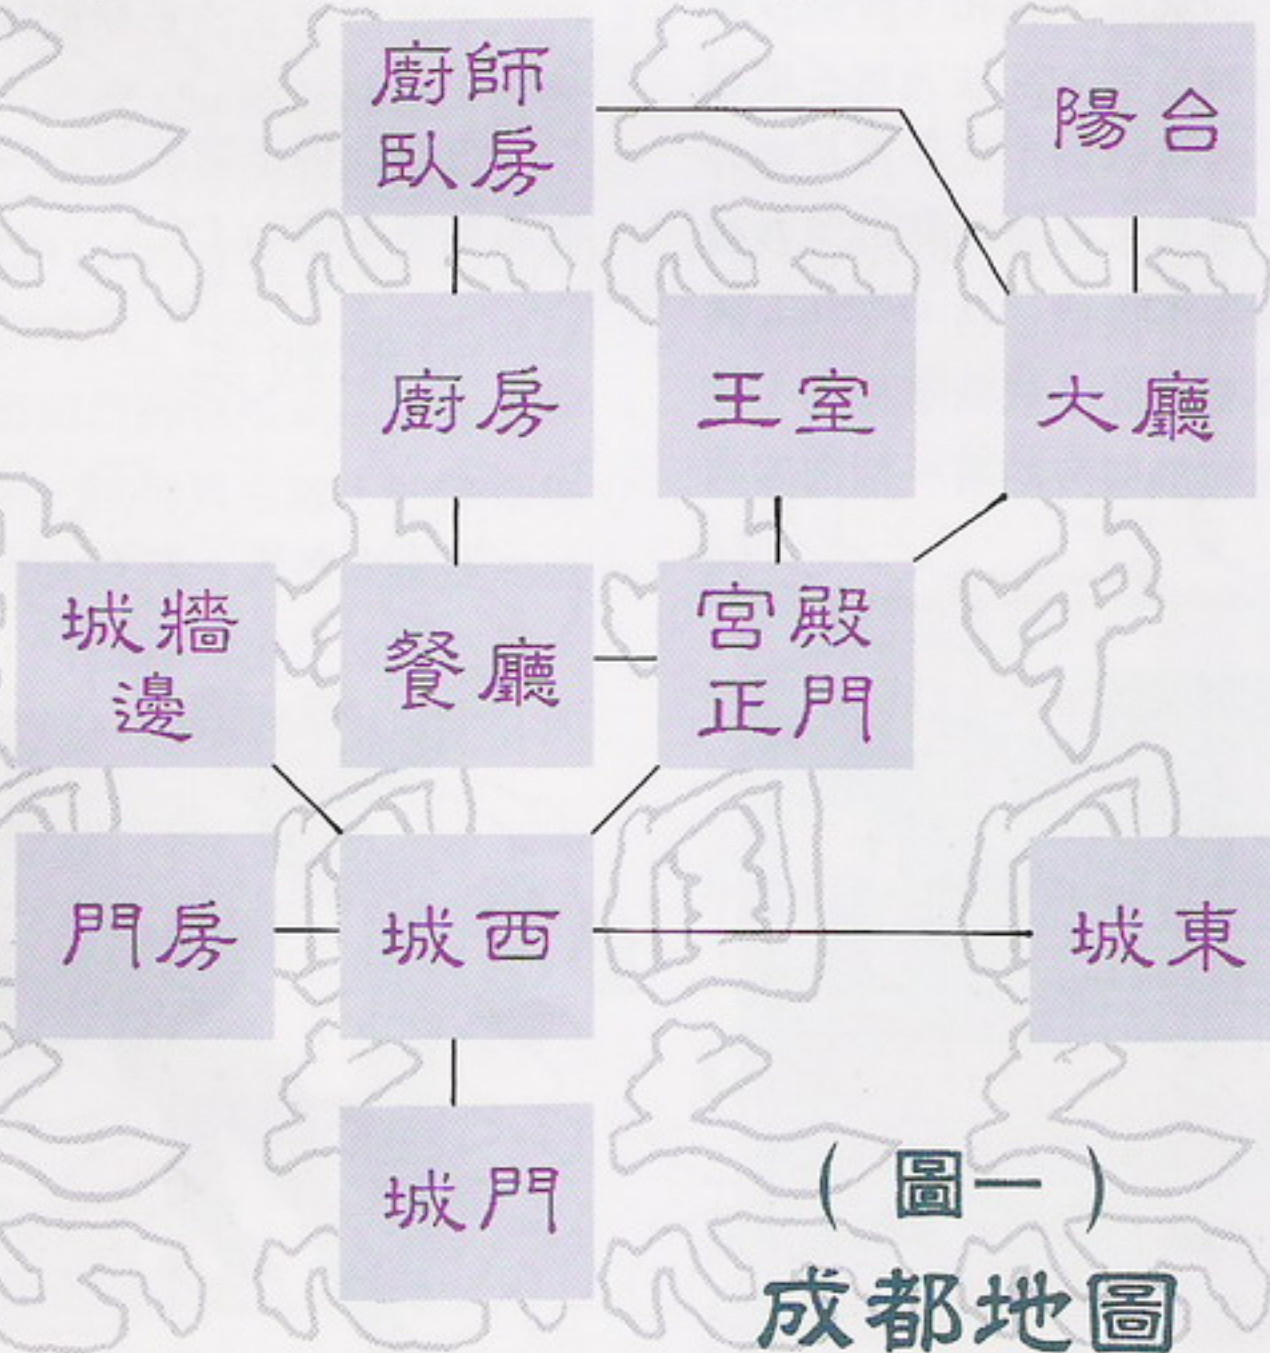 廚師
臥房
陽台
廚房
王室
大廳
城牆
邊
餐廳
宮殿
正門
門房
城西
城東
城門
(圖一)
成都地圖